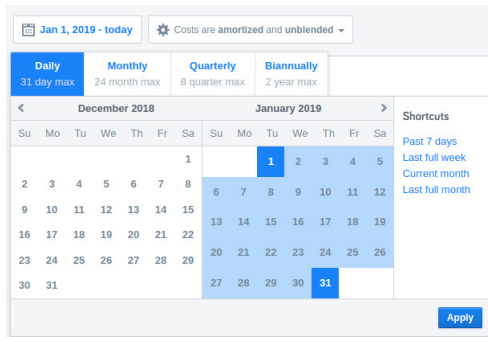 Jan 1, 2019 - today Costs are amortized and unblended
Daily Monthly Quarterly Biannually
31 day max 24 month max 8 quarter max 2 year max
December 2018 January 2019
Shortcuts
Su Mo Tu We Th Fr Sa Su Mo Tu We Th Fr Sa
Past 7 days
1 1 2 3 4 5
Last full week
Current month
2 3 4 5 6 7 8 6 7 8 9 10 11 12
Last full month
9 10 11 12 13 14 15 13 14 15 16 17 18 19
16 17 18 19 20 21 22 20 21 22 23 24 25 26
23 24 25 26 27 28 29 27 28 29 30 31
30 31
Apply